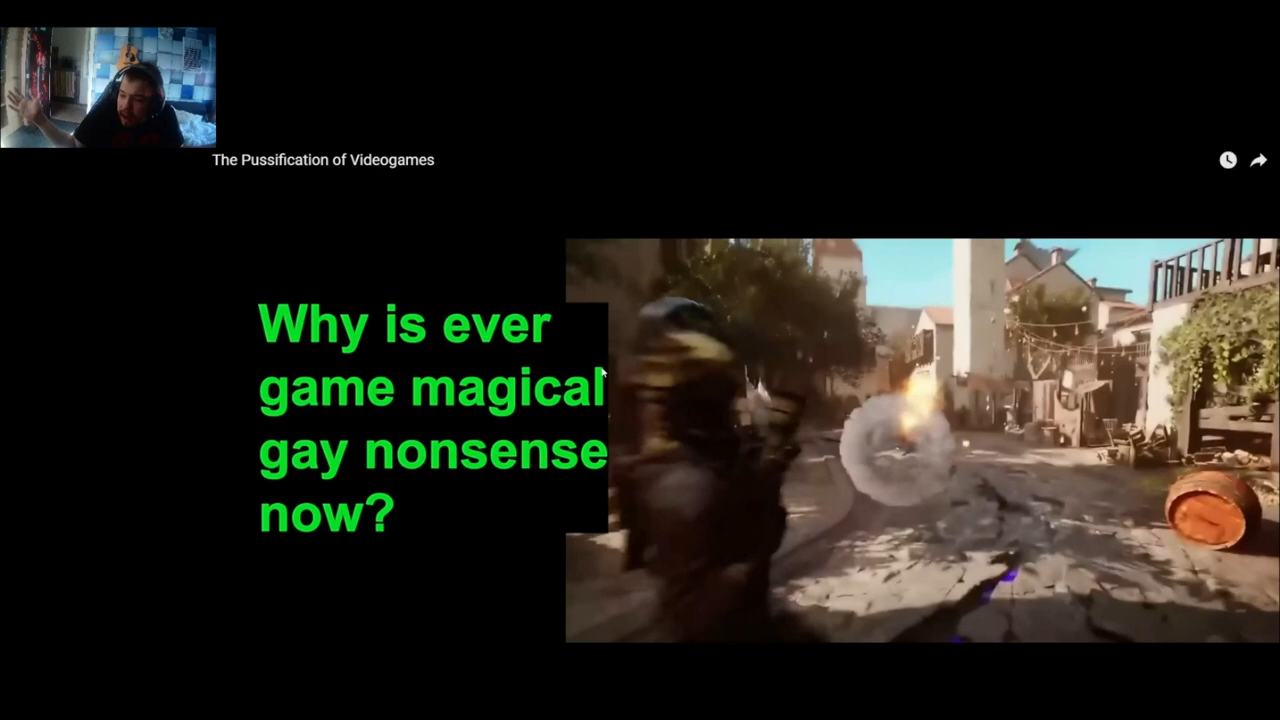 The Pussification of Videogames
Why is ever
game magical
gay nonsense
now?